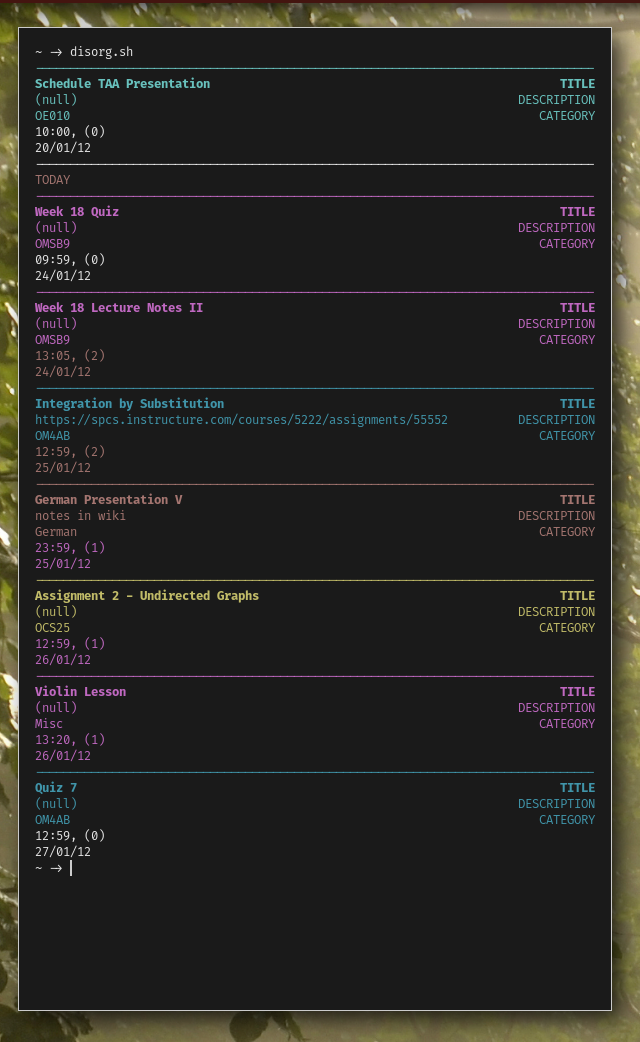 ~ → disorg.sh
Schedule TAA Presentation TITLE
(null) DESCRIPTION
OE010 CATEGORY
10:00, (0)
20/01/12
TODAY
Week 18 Quiz TITLE
(null) DESCRIPTION
OMSB9 CATEGORY
09:59, (0)
24/01/12
Week 18 Lecture Notes II TITLE
(null) DESCRIPTION
OMSB9 CATEGORY
13:05, (2)
24/01/12
Integration by Substitution TITLE
https://spcs.instructure.com/courses/5222/assignments/55552 DESCRIPTION
OM4AB CATEGORY
12:59, (2)
25/01/12
German Presentation V TITLE
notes in wiki DESCRIPTION
German CATEGORY
23:59, (1)
25/01/12
Assignment 2 - Undirected Graphs TITLE
(null) DESCRIPTION
OCS25 CATEGORY
12:59, (1)
26/01/12
Violin Lesson TITLE
(null) DESCRIPTION
Misc CATEGORY
13:20, (1)
26/01/12
Quiz 7 TITLE
(null) DESCRIPTION
OM4AB CATEGORY
12:59, (0)
27/01/12
~ →